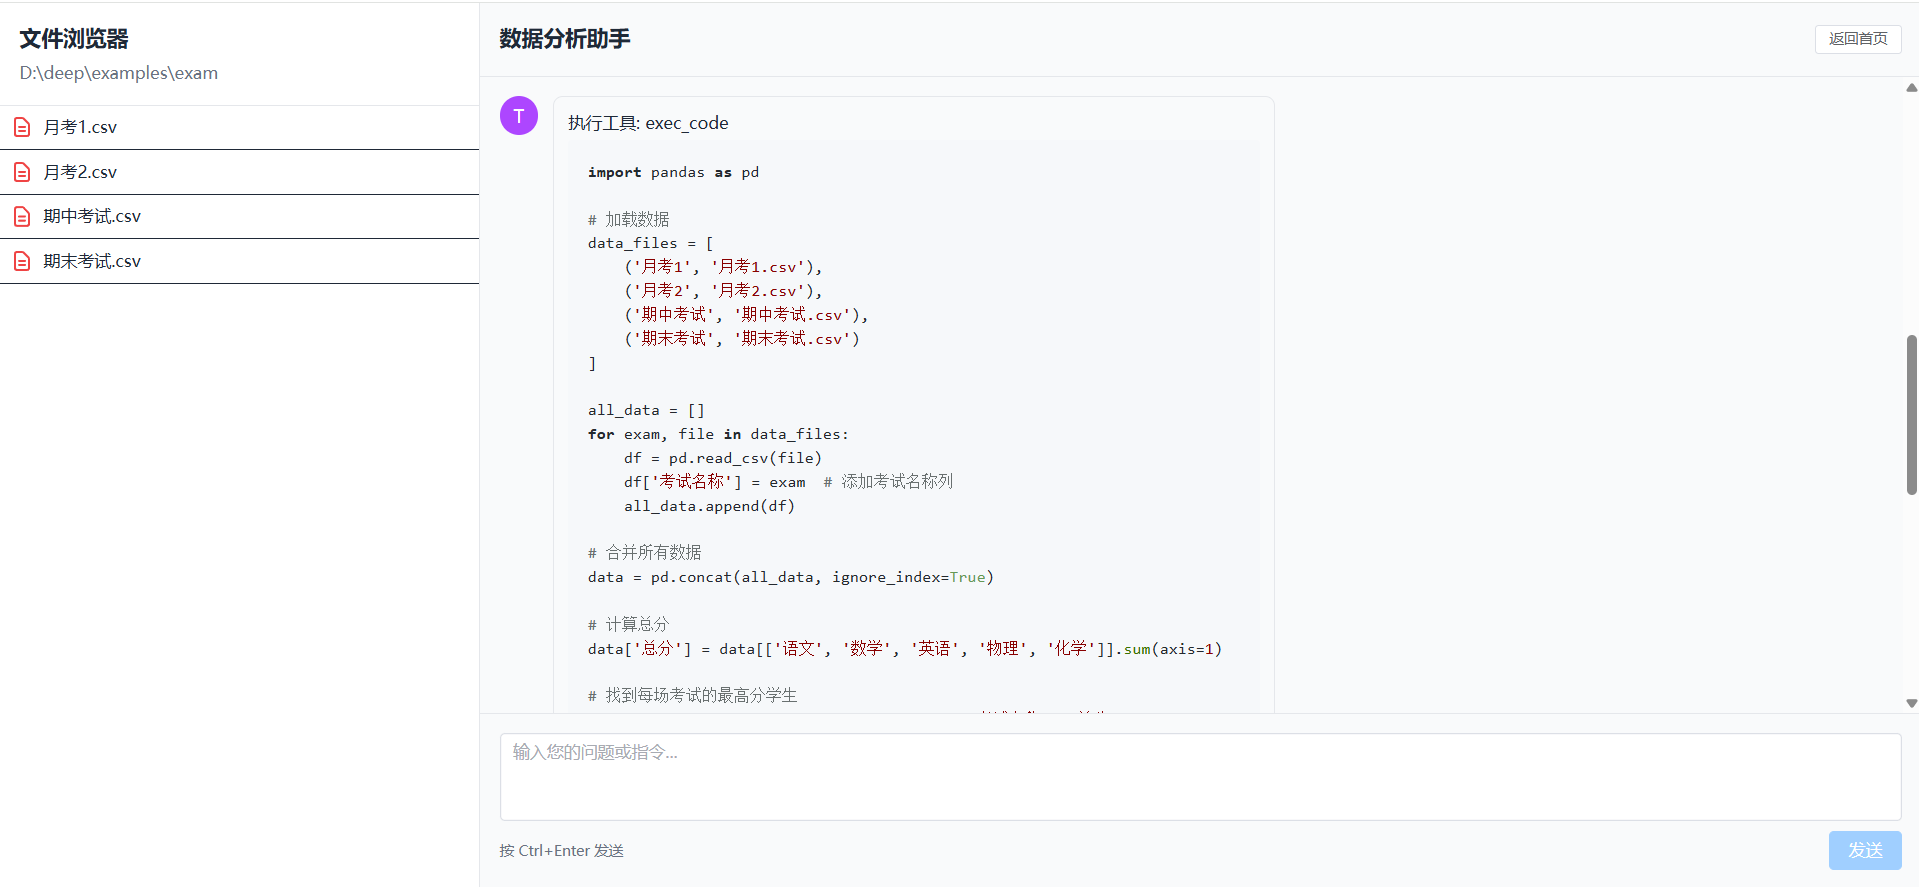 文件浏览器
D:\deep\examples\exam
月考1.csv
月考2.csv
期中考试.csv
期末考试.csv
数据分析助手
返回首页
T
执行工具: exec_code
import pandas as pd
# 加载数据
data_files = [
    ('月考1', '月考1.csv'),
    ('月考2', '月考2.csv'),
    ('期中考试', '期中考试.csv'),
    ('期末考试', '期末考试.csv')
]
all_data = []
for exam, file in data_files:
    df = pd.read_csv(file)
    df['考试名称'] = exam  # 添加考试名称列
    all_data.append(df)
# 合并所有数据
data = pd.concat(all_data, ignore_index=True)
# 计算总分
data['总分'] = data[['语文', '数学', '英语', '物理', '化学']].sum(axis=1)
# 找到每场考试的最高分学生
输入您的问题或指令...
按 Ctrl+Enter 发送
发送